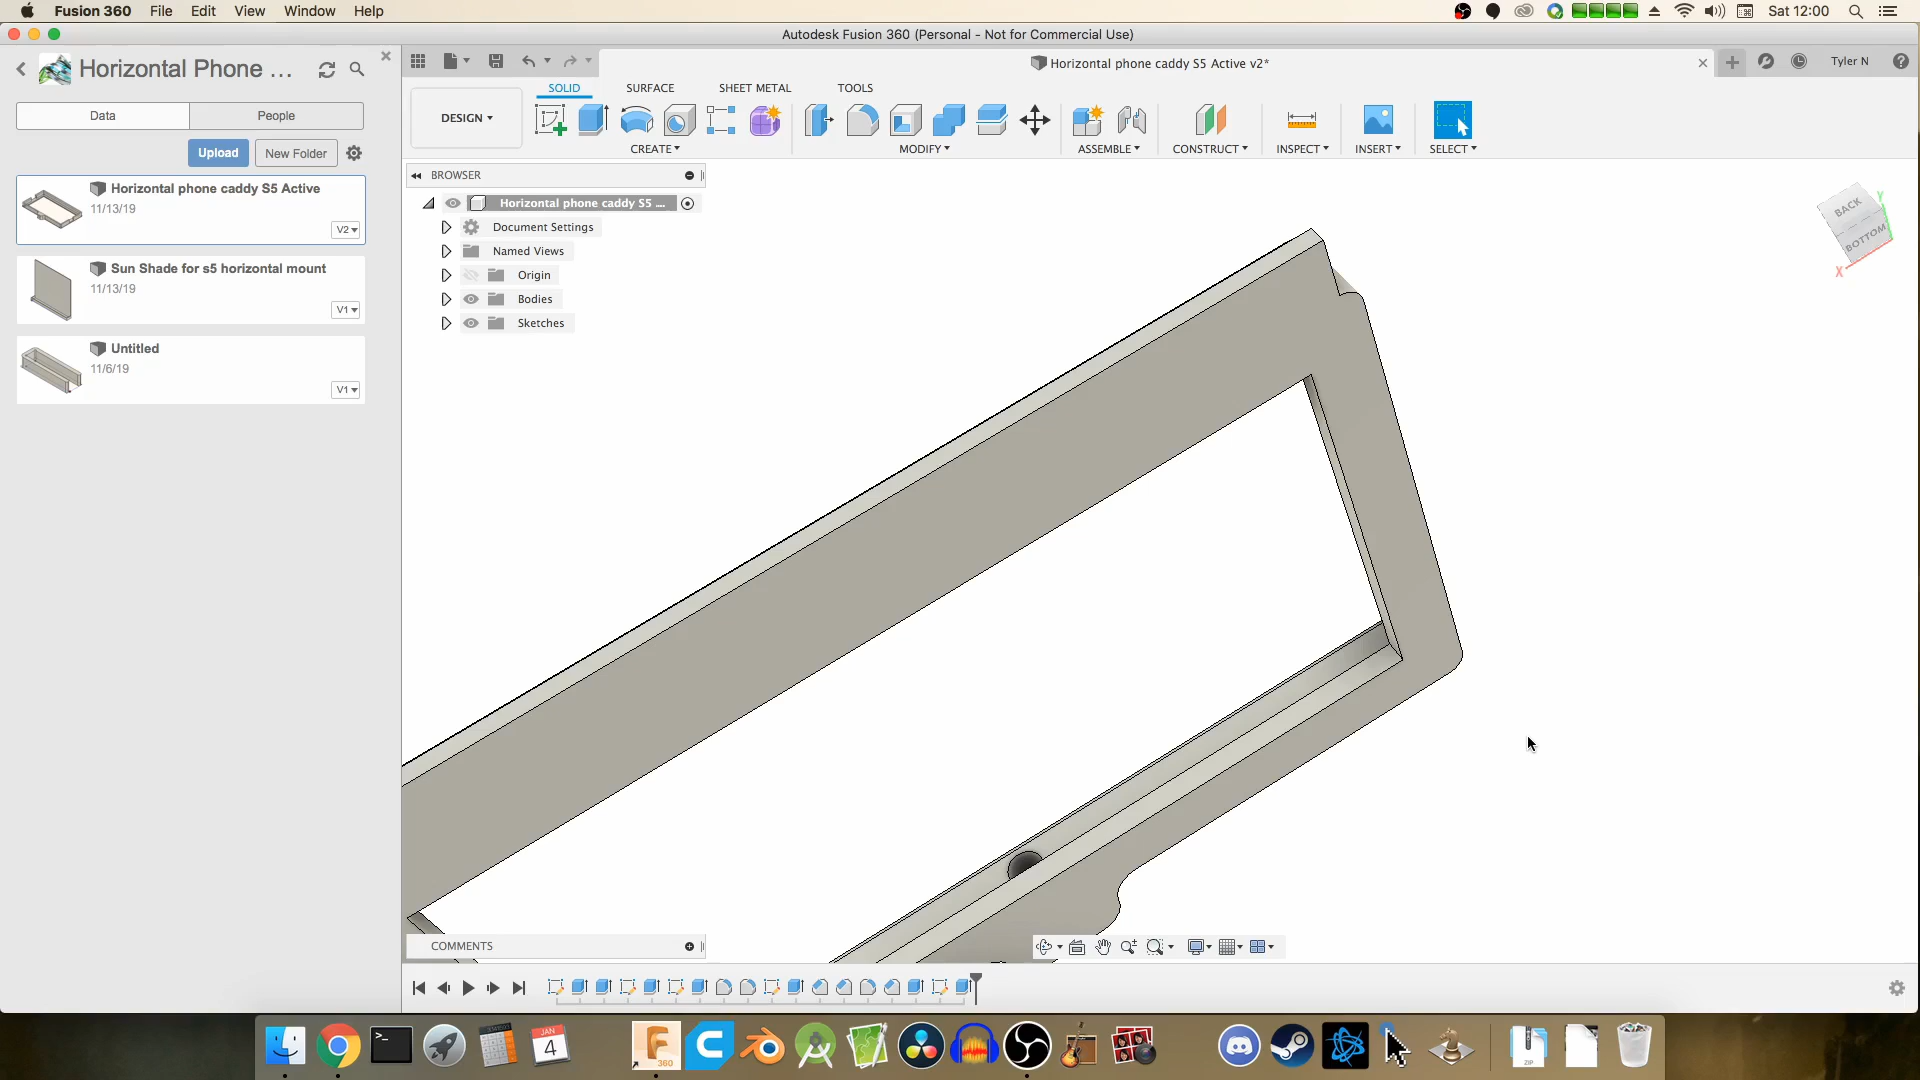 Fusion 360 File Edit View Window Help Sat 12:00
Autodesk Fusion 360 (Personal - Not for Commercial Use)
Horizontal Phone ...
Horizontal phone caddy S5 Active v2*
Tyler N
SOLID SURFACE SHEET METAL TOOLS
Data People
DESIGN
CREATE MODIFY ASSEMBLE CONSTRUCT INSPECT INSERT SELECT
Upload New Folder
BROWSER
Horizontal phone caddy S5 Active
11/13/19
V2
Sun Shade for s5 horizontal mount
11/13/19
V1
Untitled
11/6/19
V1
Horizontal phone caddy S5 ...
Document Settings
Named Views
Origin
Bodies
Sketches
BACK
BOTTOM
Y
X
COMMENTS
JAN
4
F
360
ZIP